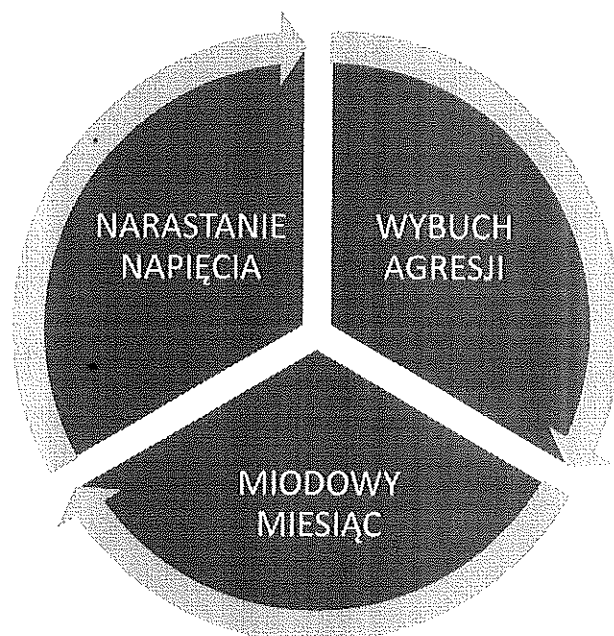 NARASTANIE
NAPIĘCIA
WYBUCH
AGRESJI
MIODOWY
MIESIĄC